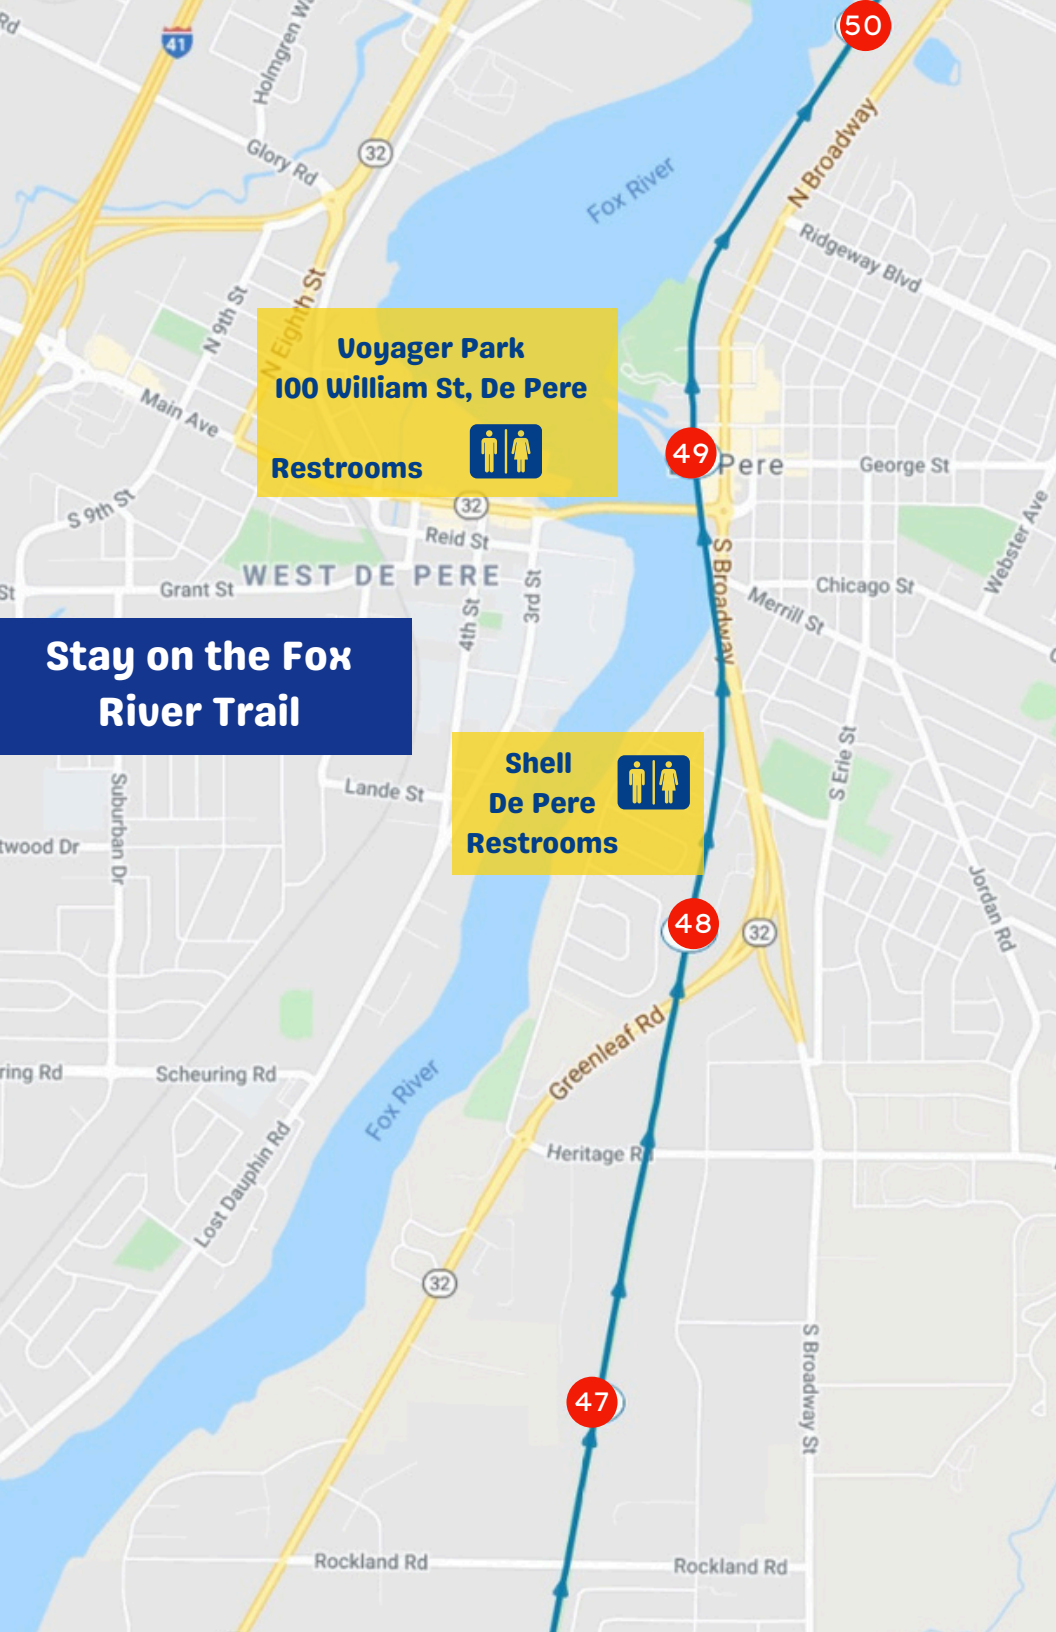 50
Rd
41
Holmgren W
Glory Rd
32
Fox River
N Broadway
Ridgeway Blvd
N 9th St
N Eighth St
Voyager Park
100 William St, De Pere
Restrooms
Main Ave
49
Pere
George St
S 9th St
32
Reid St
Webster Ave
WEST DE PERE
St
Grant St
3rd St
4th St
S Broadway
Chicago St
Merrill St
Stay on the Fox
River Trail
Shell
De Pere
Restrooms
S Erie St
Suburban Dr
Lande St
twood Dr
Jordan Rd
48
32
Greenleaf Rd
ring Rd
Scheuring Rd
Fox River
Lost Dauphin Rd
Heritage Rd
32
S Broadway St
47
Rockland Rd
Rockland Rd